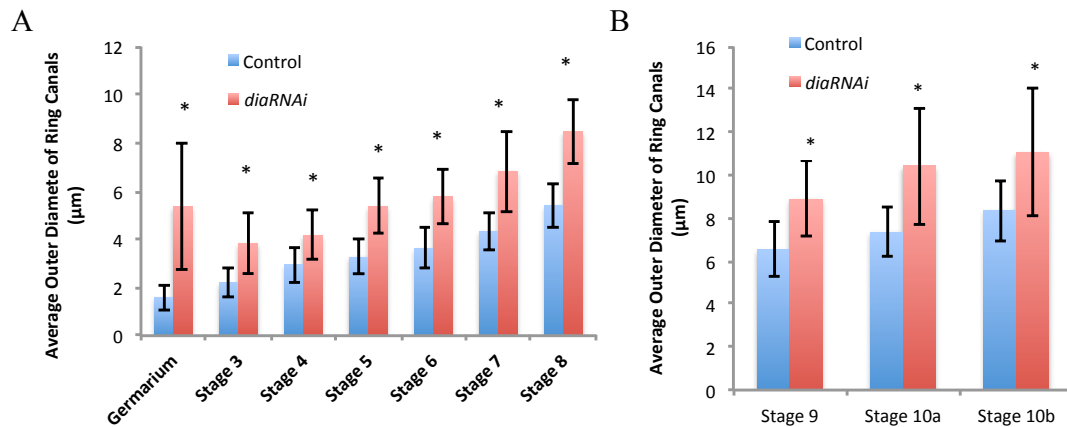 A
Average Outer Diamete of Ring Canals
(μm)
12
10
8
6
4
2
0
Control
diaRNAi
*
*
*
*
*
*
*
Germarium
Stage 3
Stage 4
Stage 5
Stage 6
Stage 7
Stage 8
B
Average Outer Diameter of Ring Canals
(μm)
16
14
12
10
8
6
4
2
0
Control
diaRNAi
*
*
*
Stage 9
Stage 10a
Stage 10b